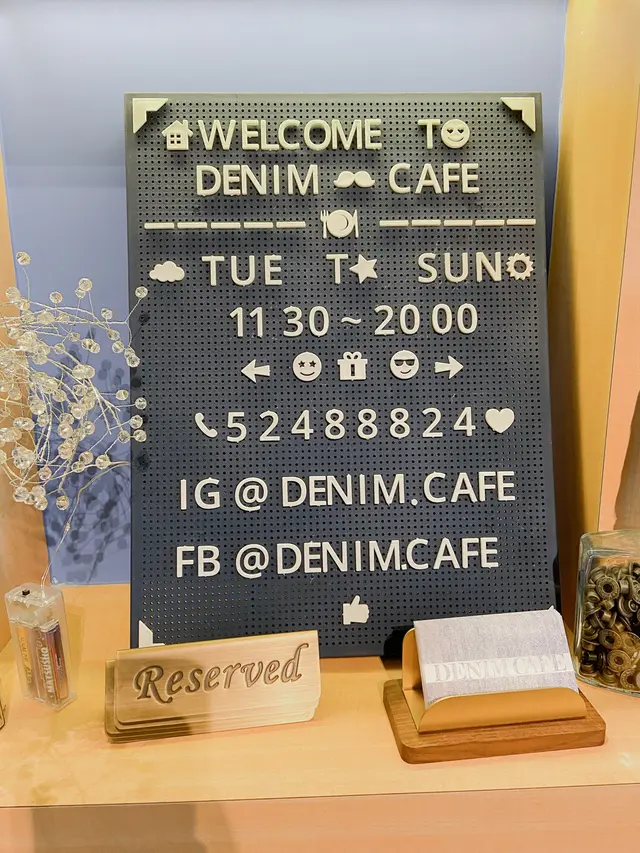 WELCOME T😊
DENIM CAFE
TUE T★ SUN
11 30 ~ 20 00
52488824
IG @ DENIM.CAFE
FB @DENIM.CAFE
Reserved
DENIM CAFE
MATSUSHO